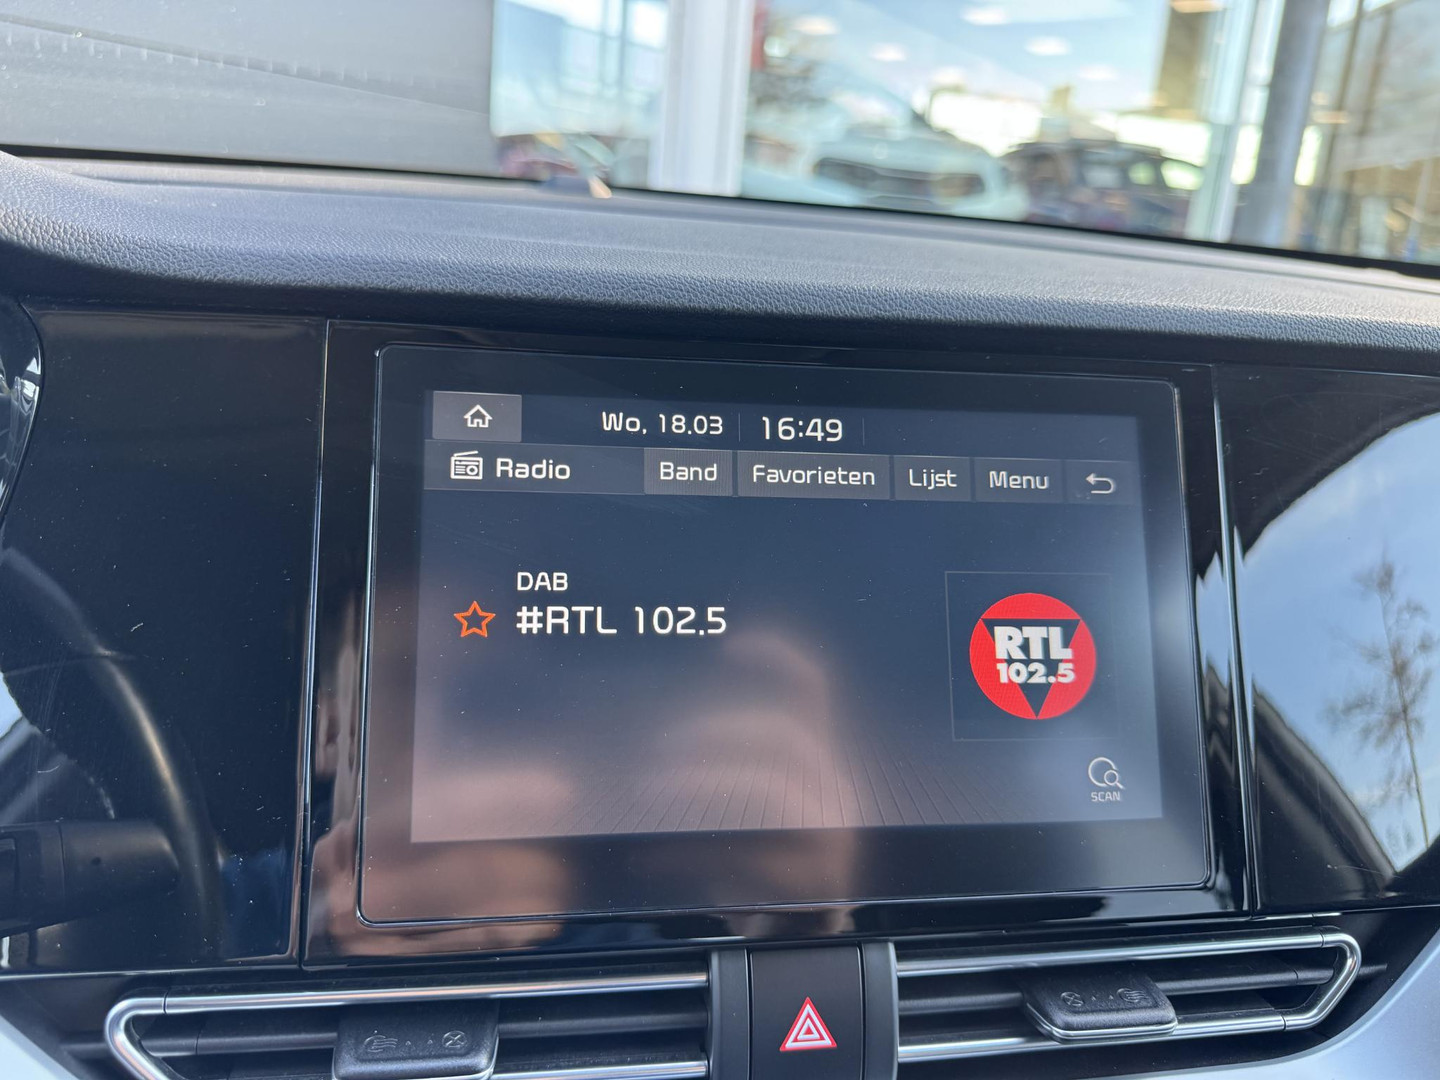 Wo, 18.03 16:49
Radio Band Favorieten Lijst Menu
DAB
#RTL 102.5
RTL
102.5
SCAN